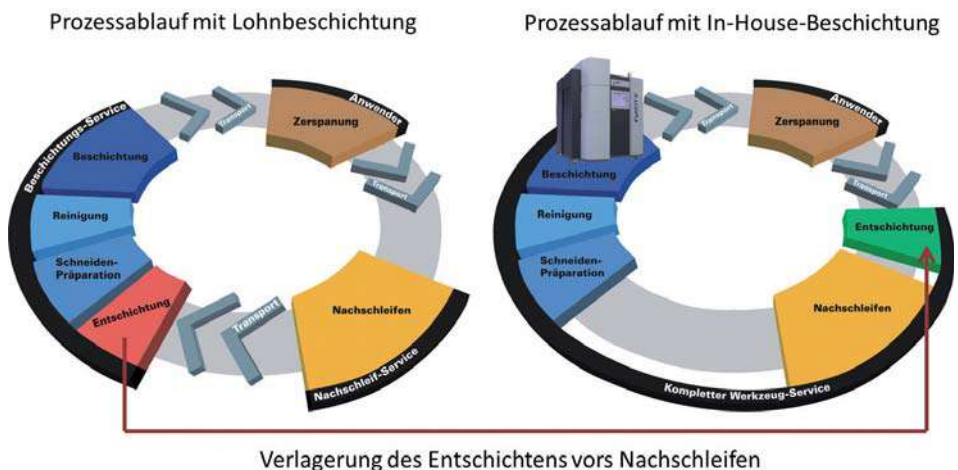 Prozessablauf mit Lohnbeschichtung
Beschichtungs-Service
Beschichtung
Reinigung
Schneiden-
Präparation
Entschichtung
Transport
Zerspanung
Anwender
Transport
Nachschleifen
Nachschleif-Service
Prozessablauf mit In-House-Beschichtung
Beschichtung
Reinigung
Schneiden-
Präparation
Transport
Zerspanung
Anwender
Transport
Entschichtung
Nachschleifen
Kompletter Werkzeug-Service
Verlagerung des Entschichtens vors Nachschleifen